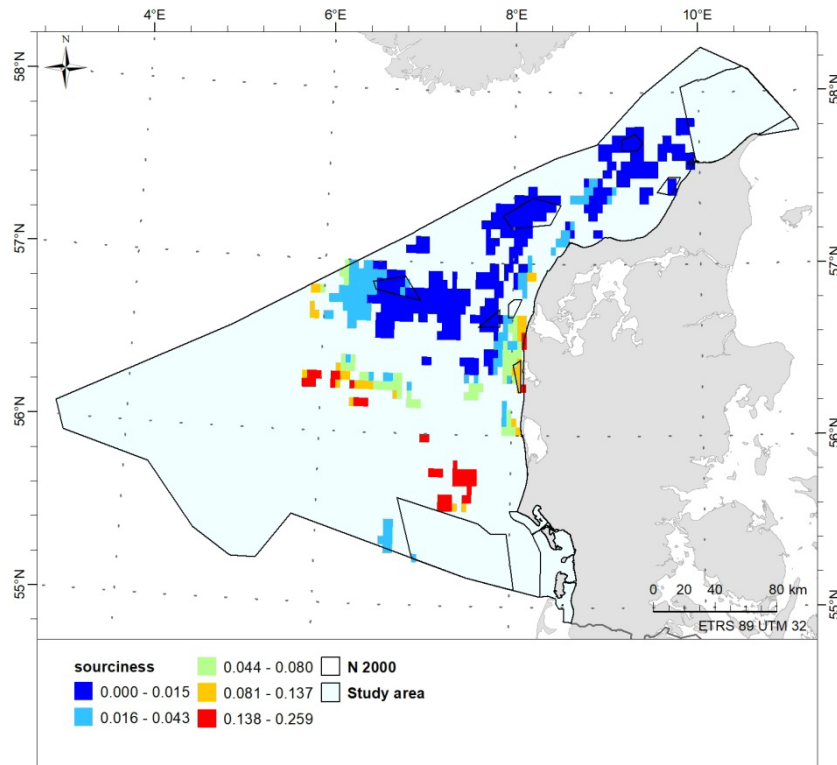 4°E 6°E 8°E 10°E
N
58°N 58°N
57°N 57°N
56°N 56°N
55°N 55°N
0 20 40 80 km
ETRS 89 UTM 32
sourciness
0.000 - 0.015
0.016 - 0.043
0.044 - 0.080
0.081 - 0.137
0.138 - 0.259
N 2000
Study area